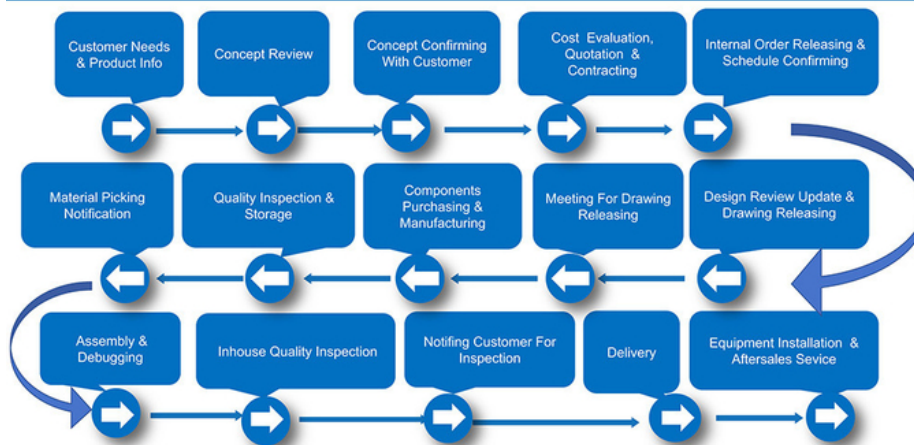 Customer Needs
& Product Info
Concept Review
Concept Confirming
With Customer
Cost Evaluation,
Quotation &
Contracting
Internal Order Releasing &
Schedule Confirming
Material Picking
Notification
Quality Inspection &
Storage
Components
Purchasing &
Manufacturing
Meeting For Drawing
Releasing
Design Review Update &
Drawing Releasing
Assembly &
Debugging
Inhouse Quality Inspection
Notifing Customer For
Inspection
Delivery
Equipment Installation &
Aftersales Sevice